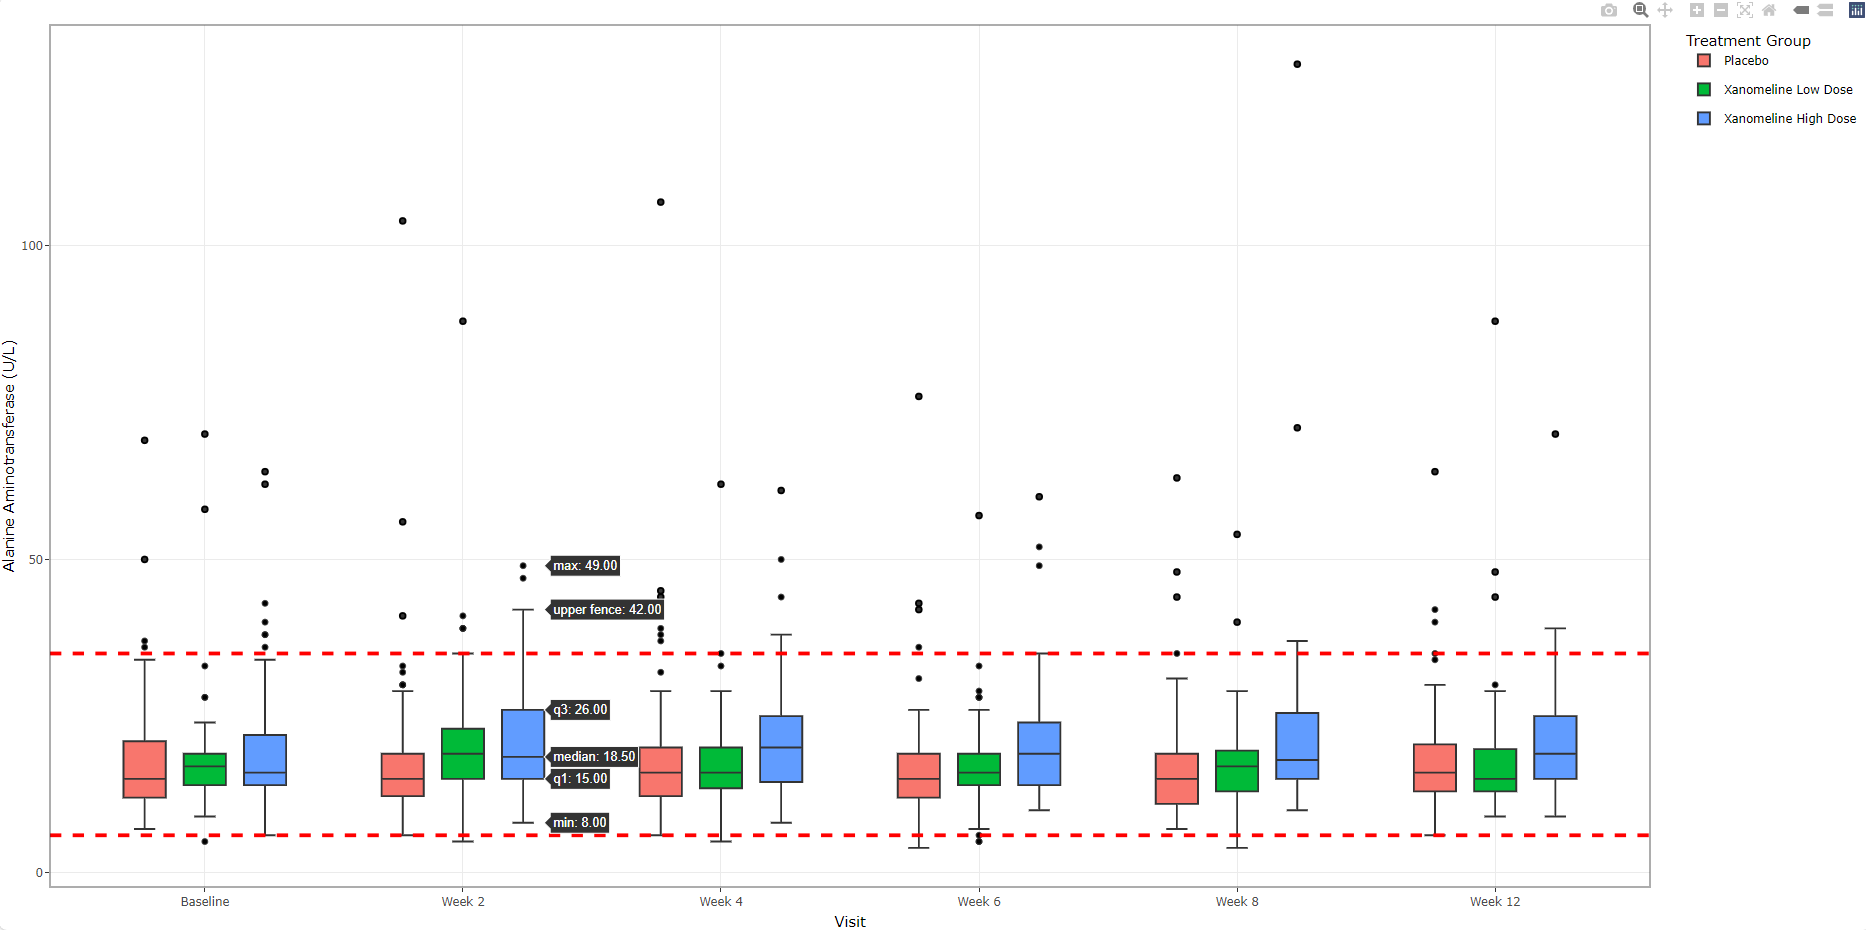 Treatment Group
Placebo
Xanomeline Low Dose
Xanomeline High Dose
Alanine Aminotransferase (U/L)
100
50
0
max: 49.00
upper fence: 42.00
q3: 26.00
median: 18.50
q1: 15.00
min: 8.00
Baseline
Week 2
Week 4
Week 6
Week 8
Week 12
Visit